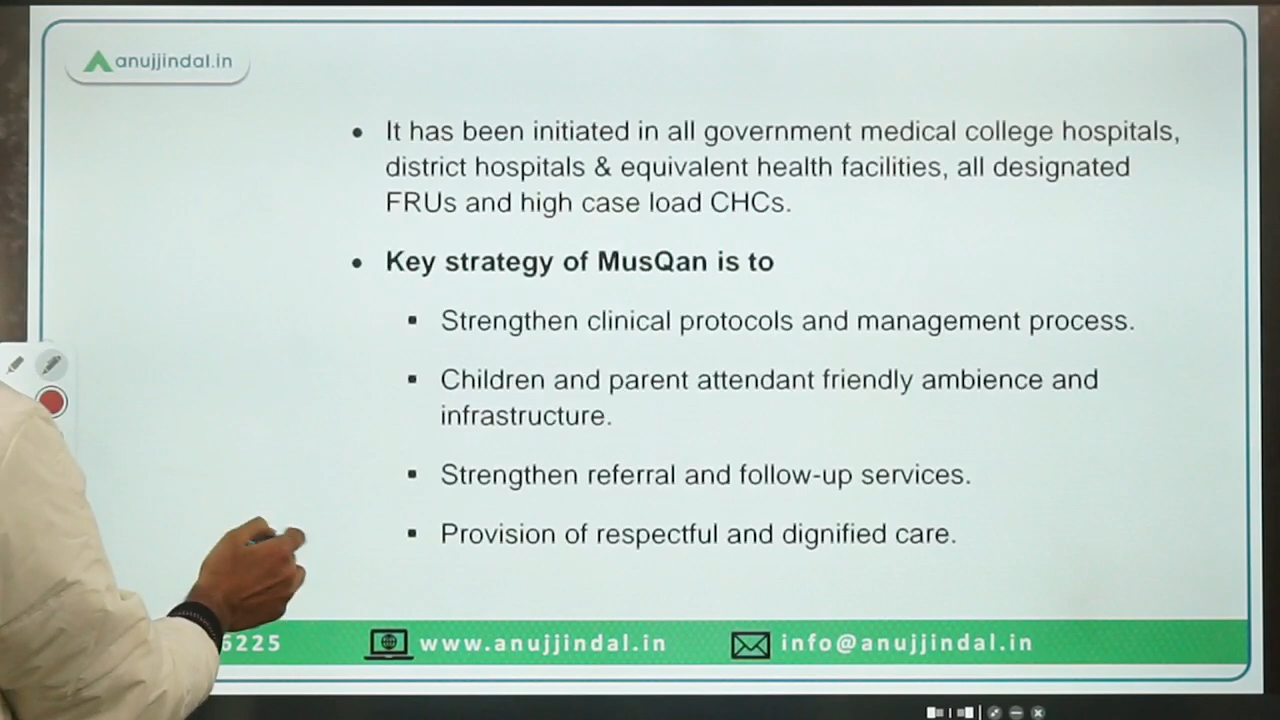 anujjindal.in
• It has been initiated in all government medical college hospitals,
district hospitals & equivalent health facilities, all designated
FRUs and high case load CHCs.
• Key strategy of MusQan is to
▪ Strengthen clinical protocols and management process.
▪ Children and parent attendant friendly ambience and
infrastructure.
▪ Strengthen referral and follow-up services.
▪ Provision of respectful and dignified care.
6225 www.anujjindal.in info@anujjindal.in